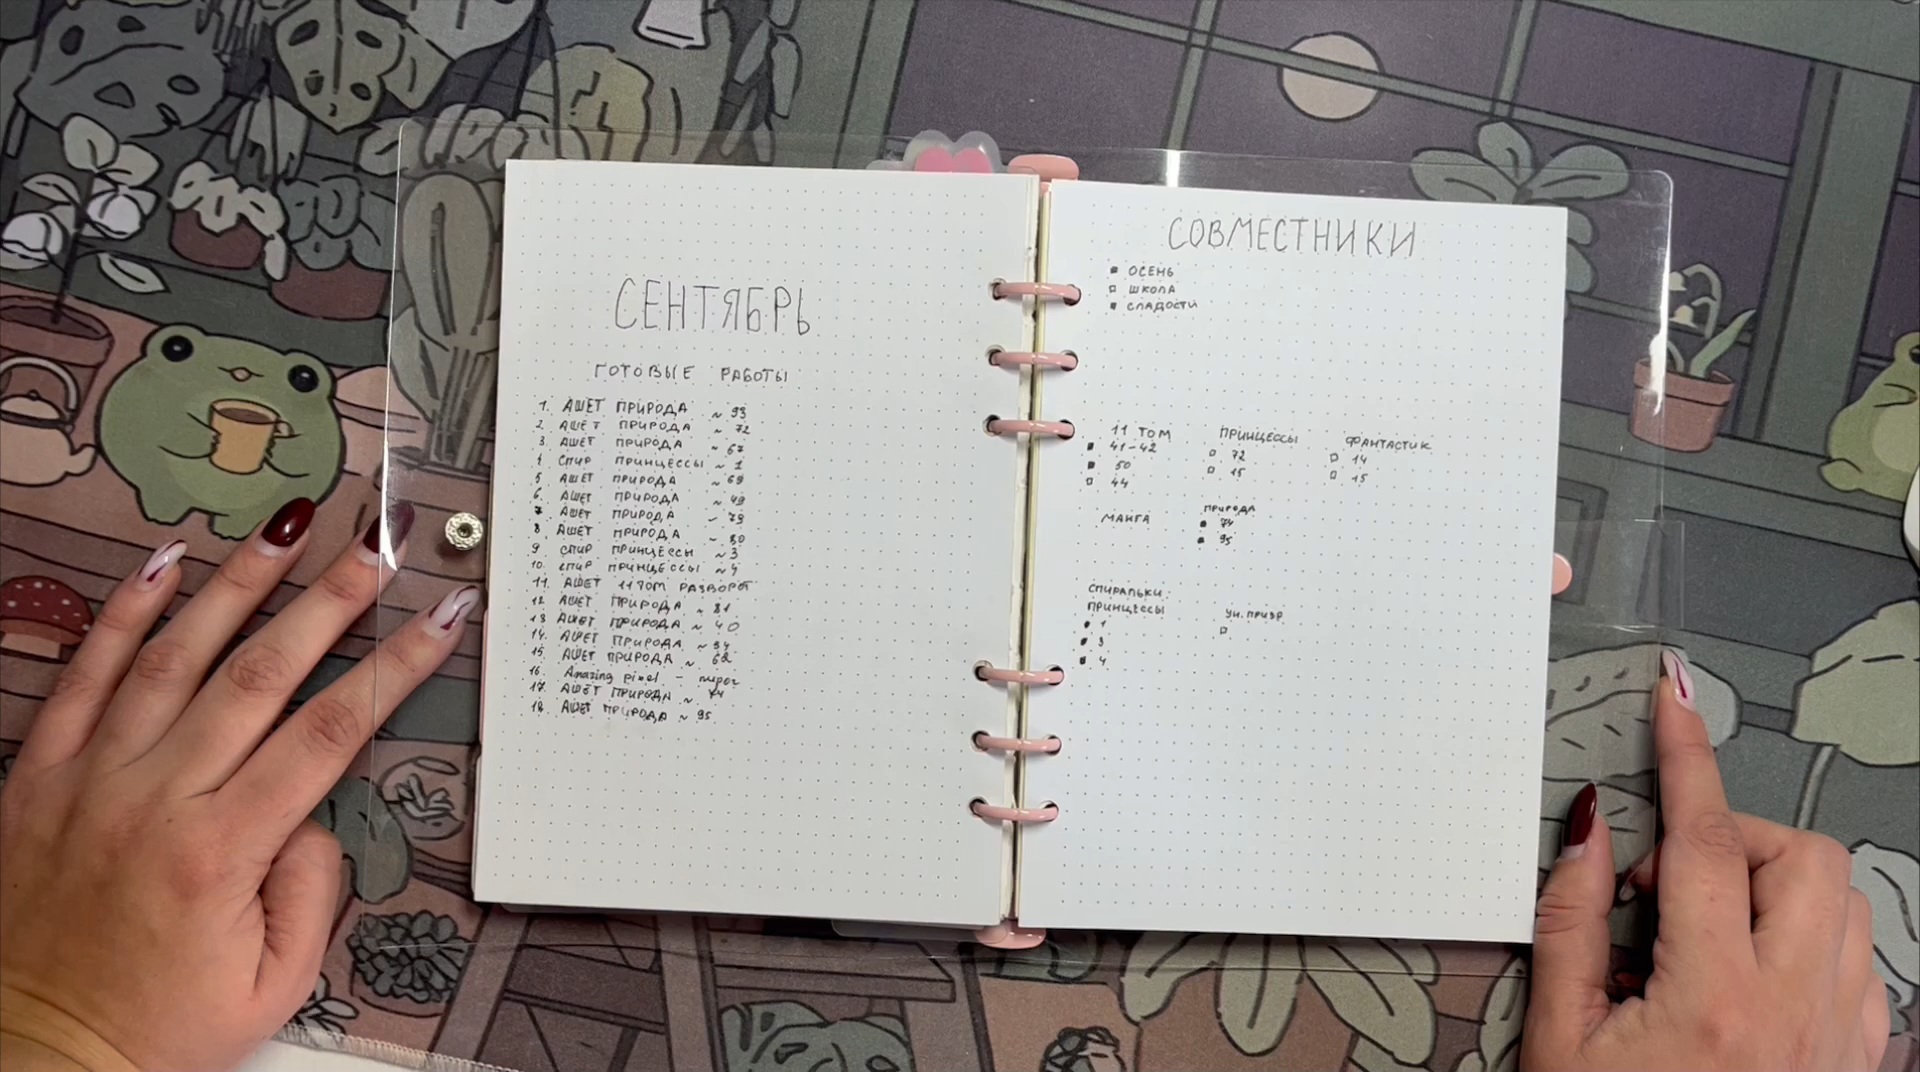 СЕНТЯБРЬ
ГОТОВЫЕ РАБОТЫ
1. АШЕТ ПРИРОДА ~ 93
2. АШЕТ ПРИРОДА ~ 72
3. АШЕТ ПРИРОДА ~ 67
4 СПИР ПРИНЦЕССЫ ~ 1
5 АШЕТ ПРИРОДА ~ 69
6. АШЕТ ПРИРОДА ~ 49
7 АШЕТ ПРИРОДА ~ 79
8 АШЕТ ПРИРОДА ~ 80
9 СПИР ПРИНЦЕССЫ ~ 3
10. СПИР ПРИНЦЕССЫ ~ 4
11. АШЕТ 11 ТОМ РАЗВОРОТ
12 АШЕТ ПРИРОДА ~ 81
13 АШЕТ ПРИРОДА ~ 40
14. АШЕТ ПРИРОДА ~ 94
15 АШЕТ ПРИРОДА ~ 62
16. Amazing pixel -
17. АШЕТ ПРИРОДА ~ 74
18. АШЕТ ПРИРОДА ~ 95
СОВМЕСТНИКИ
ОСЕНЬ
ШКОЛА
СЛАДОСТИ
11 ТОМ
41-42
50
44
ПРИНЦЕССЫ
72
15
ФАНТАСТИК
14
15
МАНГА
ПРИРОДА
74
95
СПИРАЛЬКИ
ПРИНЦЕССЫ
1
3
4